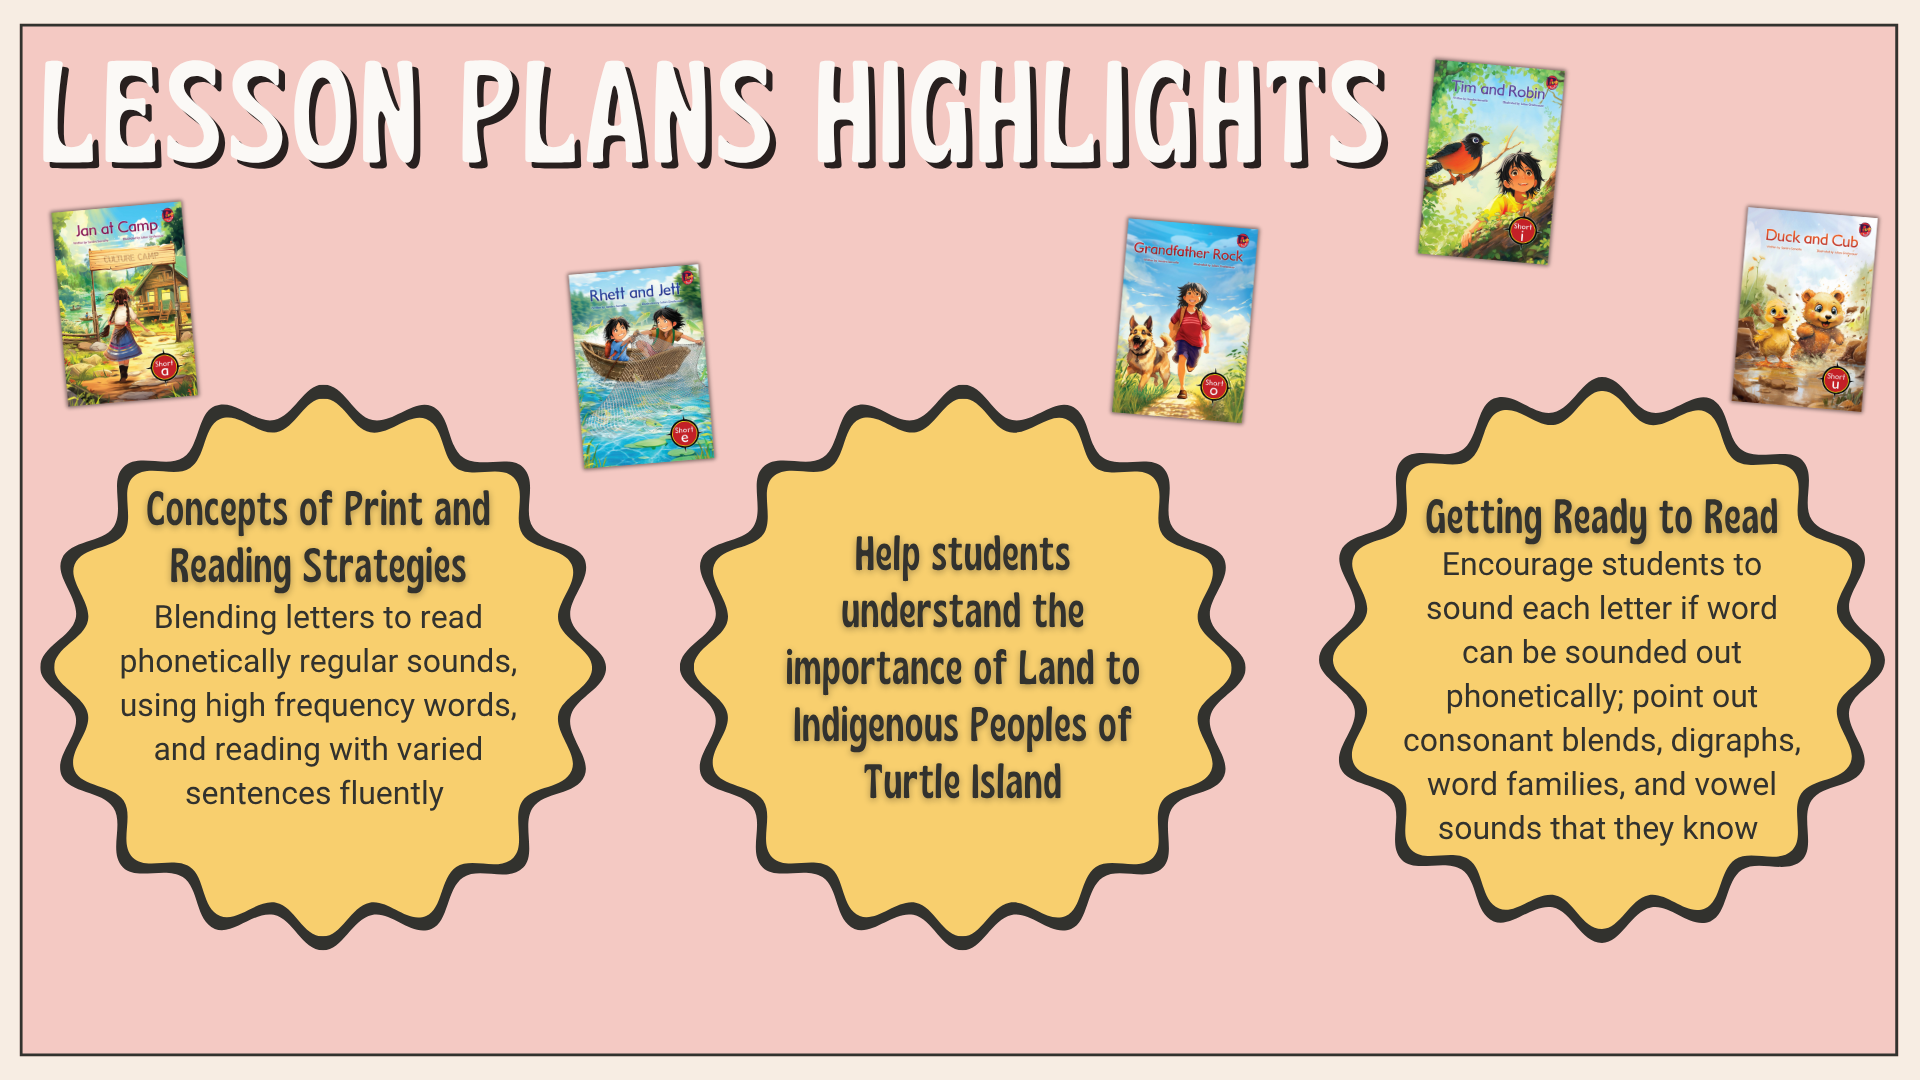 LESSON PLANS HIGHLIGHTS
Tim and Robin
Short
i
Jan at Camp
CULTURE CAMP
Short
a
Rhett and Jett
Short
e
Grandfather Rock
Short
o
Duck and Cub
Short
u
Concepts of Print and
Reading Strategies
Blending letters to read
phonetically regular sounds,
using high frequency words,
and reading with varied
sentences fluently
Help students
understand the
importance of Land to
Indigenous Peoples of
Turtle Island
Getting Ready to Read
Encourage students to
sound each letter if word
can be sounded out
phonetically; point out
consonant blends, digraphs,
word families, and vowel
sounds that they know